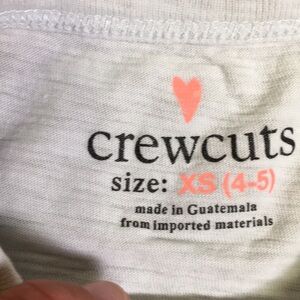 crewcuts
size: XS (4-5)
made in Guatemala
from imported materials